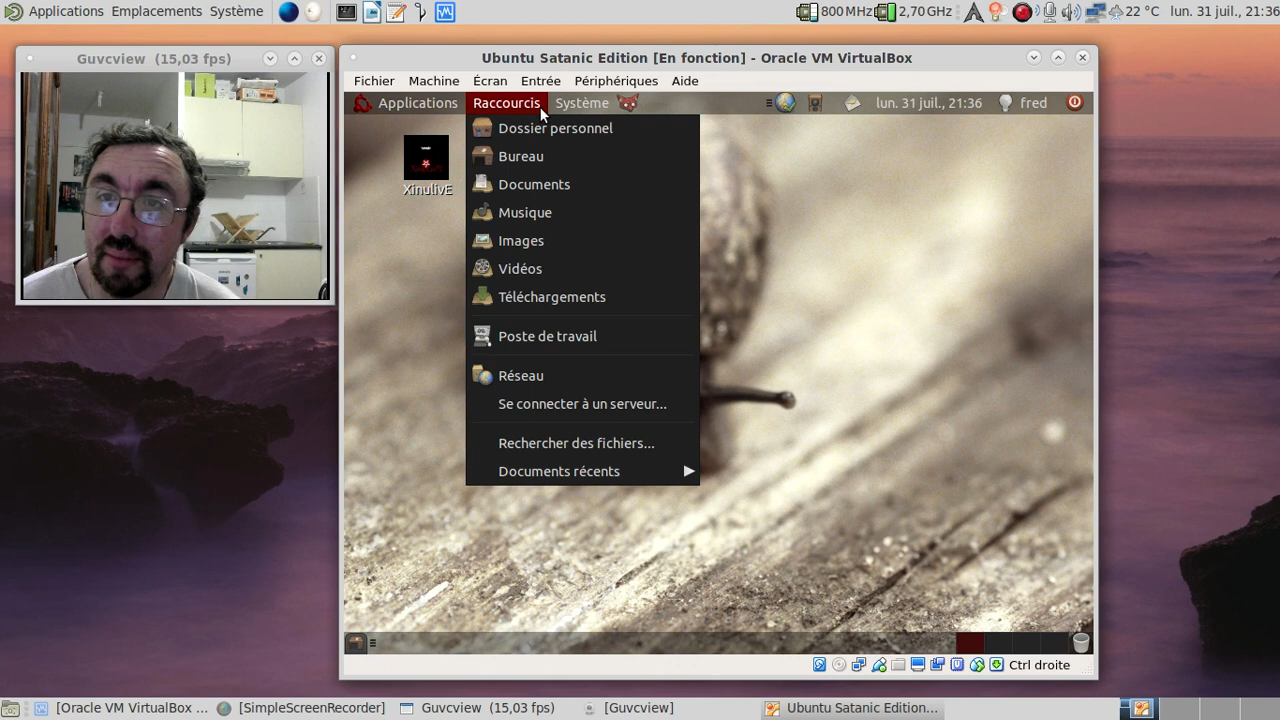 Applications Emplacements Système 800 MHz 2,70 GHz 22 °C lun. 31 juil., 21:36
Guvcview (15,03 fps)
Ubuntu Satanic Edition [En fonction] - Oracle VM VirtualBox
Fichier Machine Écran Entrée Périphériques Aide
Applications Raccourcis Système lun. 31 juil., 21:36 fred
Dossier personnel
Bureau
Documents
Musique
Images
Vidéos
Téléchargements
Poste de travail
Réseau
Se connecter à un serveur...
Rechercher des fichiers...
Documents récents
XinulivE
Ctrl droite
[Oracle VM VirtualBox ... [SimpleScreenRecorder] Guvcview (15,03 fps) [Guvcview] Ubuntu Satanic Edition...